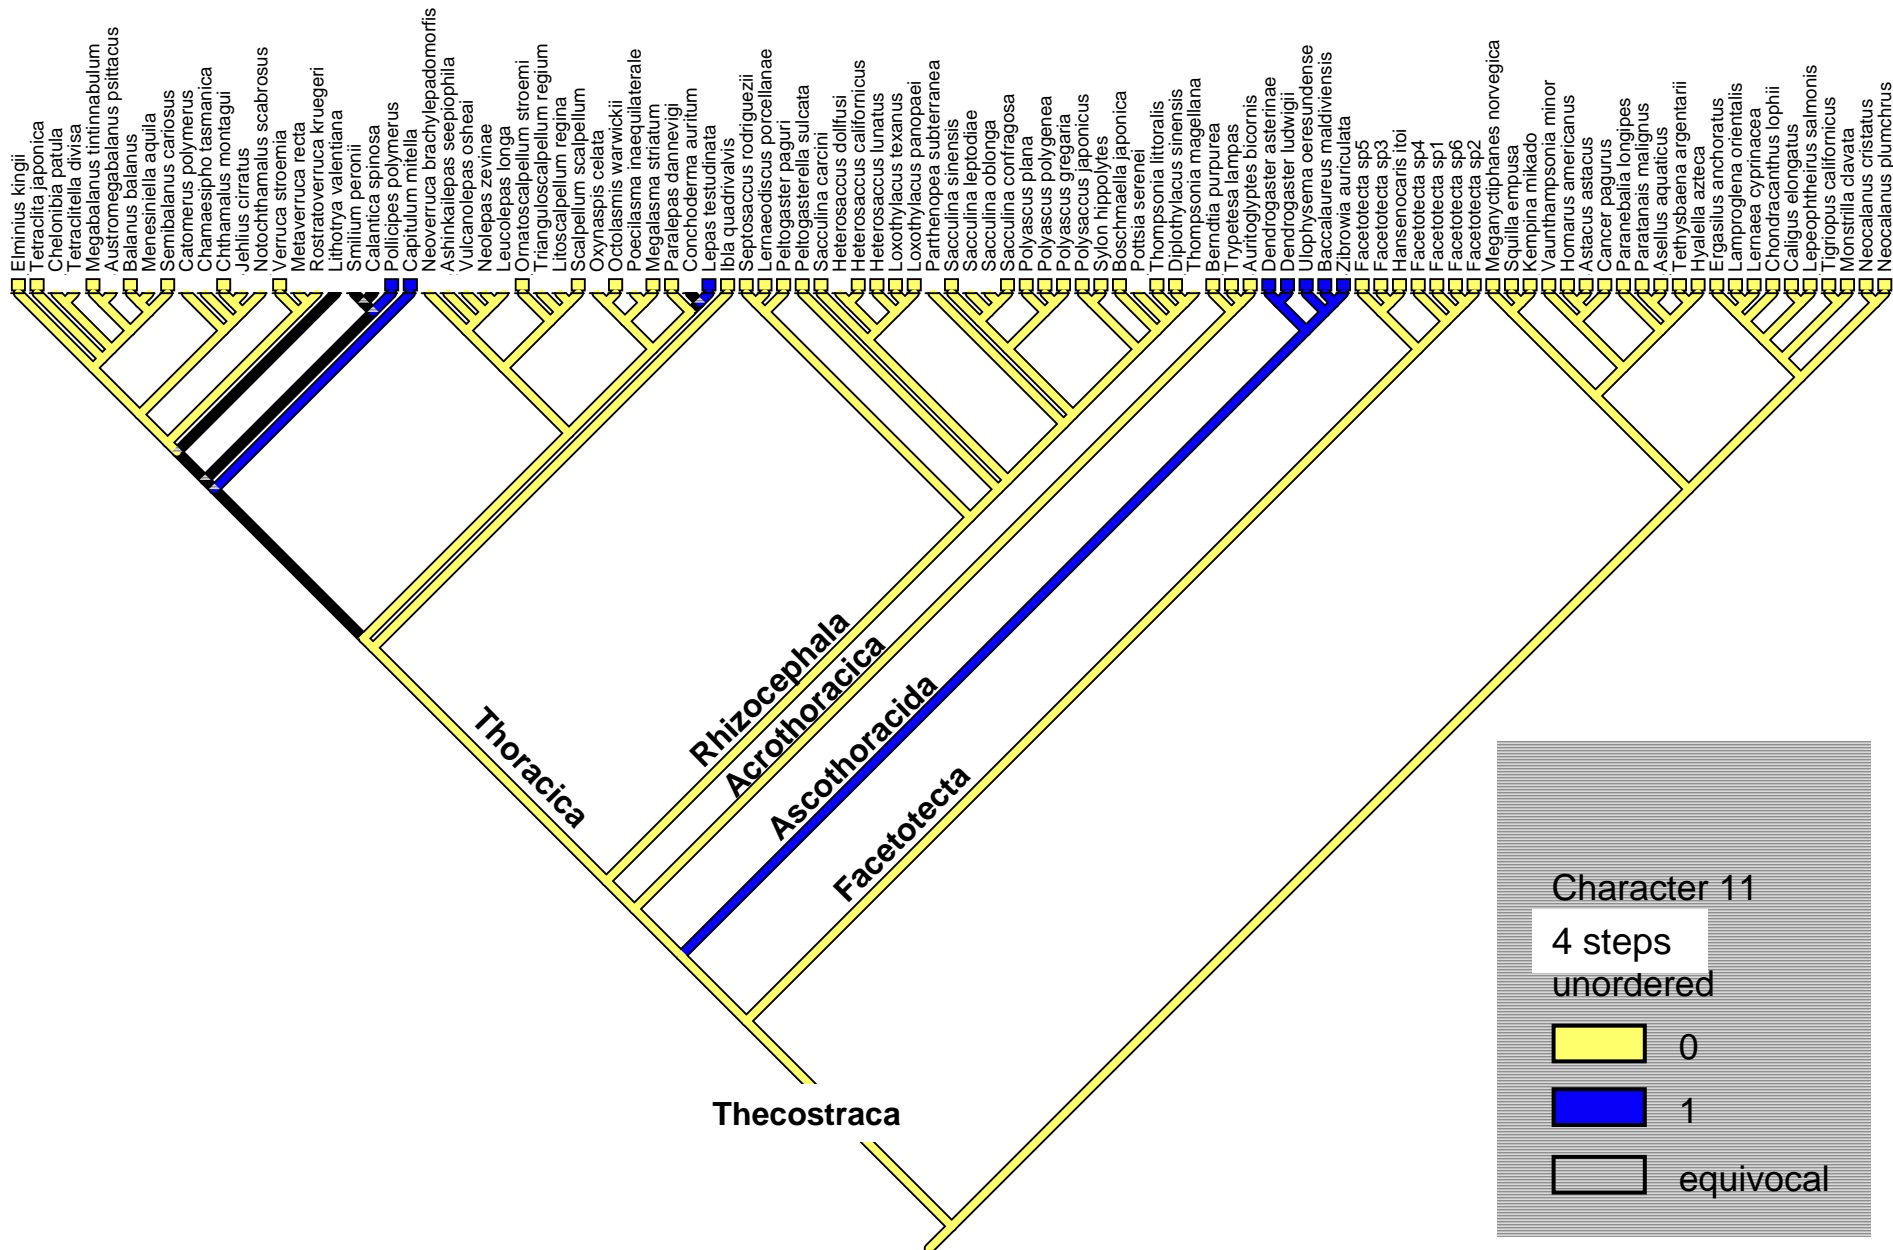 Elminius kingii
Tetraclita japonica
Chelonibia patula
Tetraclitella divisa
Megabalanus tintinnabulum
Austromegabalanus psittacus
Balanus balanus
Menesiniella aquila
Semibalanus cariosus
Catomerus polymerus
Chamaesipho tasmanica
Chthamalus montagui
Jehlius cirratus
Notochthamalus scabrosus
Verruca stroemia
Metaverruca recta
Rostratoverruca kruegeri
Lithotrya valentiana
Smilium peronii
Calantica spinosa
Pollicipes polymerus
Capitulum mitella
Neoverruca brachylepadomorfis
Ashinkailepas seepiophila
Vulcanolepas osheai
Neolepas zevinae
Leucolepas longa
Ornatoscalpellum stroemi
Trianguloscalpellum regium
Litoscalpellum regina
Scalpellum scalpellum
Oxynaspis celata
Octolasmis warwickii
Poecilasma inaequilaterale
Megalasma striatum
Paralepas dannevigi
Conchoderma auritum
Lepas testudinata
Ibla quadrivalvis
Septosaccus rodriguezii
Lernaeodiscus porcellanae
Peltogaster paguri
Peltogasterella sulcata
Sacculina carcini
Heterosaccus dollfusi
Heterosaccus californicus
Heterosaccus lunatus
Loxothylacus texanus
Loxothylacus panopaei
Parthenopea subterranea
Sacculina sinensis
Sacculina leptodiae
Sacculina oblonga
Sacculina confragosa
Polyascus plana
Polyascus polygenea
Polyascus gregaria
Polysaccus japonicus
Sylon hippolytes
Boschmaella japonica
Pottsia serenei
Thompsonia littoralis
Diplothylacus sinensis
Thompsonia magellana
Berndtia purpurea
Trypetesa lampas
Auritoglyptes bicornis
Dendrogaster asterinae
Dendrogaster ludwigii
Ulophysema oeresundense
Baccalaureus maldiviensis
Zibrowia auriculata
Facetotecta sp5
Facetotecta sp3
Hansenocaris itoi
Facetotecta sp4
Facetotecta sp1
Facetotecta sp6
Facetotecta sp2
Meganyctiphanes norvegica
Squilla empusa
Kempina mikado
Vaunthampsonia minor
Homarus americanus
Astacus astacus
Cancer pagurus
Paranebalia longipes
Paratanais malignus
Asellus aquaticus
Tethysbaena argentarii
Hyalella azteca
Ergasilus anchoratus
Lamproglena orientalis
Lernaea cyprinacea
Chondracanthus lophii
Caligus elongatus
Lepeophtheirus salmonis
Tigriopus californicus
Monstrilla clavata
Neocalanus cristatus
Neocalanus plumchrus
Thoracica
Rhizocephala
Acrothoracica
Ascothoracida
Facetotecta
Thecostraca
Character 11
4 steps
unordered
0
1
equivocal